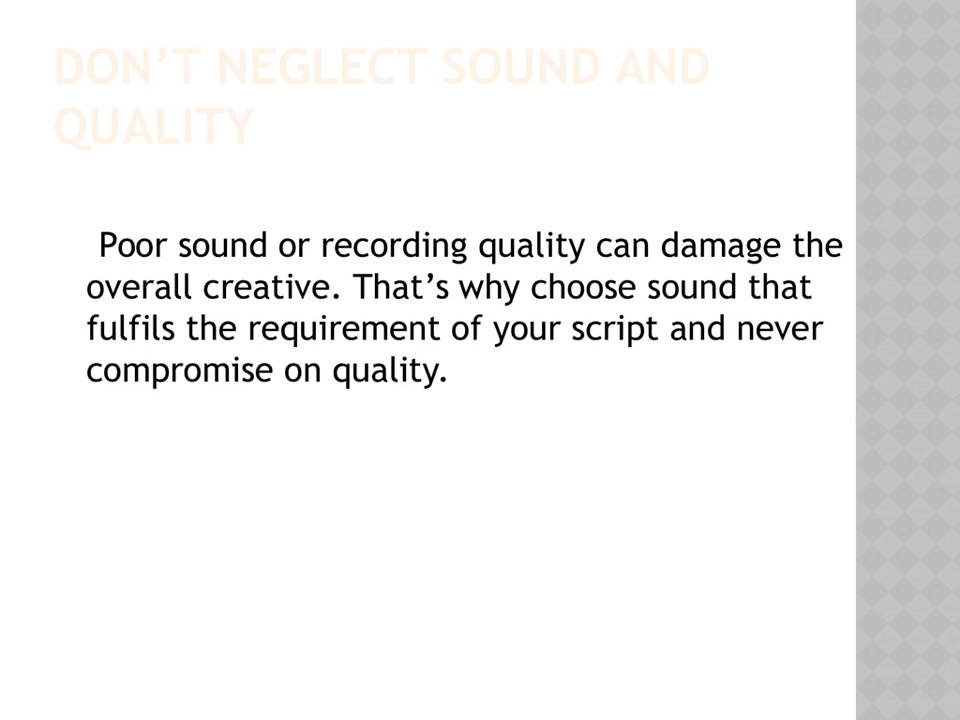 DON’T NEGLECT SOUND AND
QUALITY
Poor sound or recording quality can damage the
overall creative. That’s why choose sound that
fulfils the requirement of your script and never
compromise on quality.